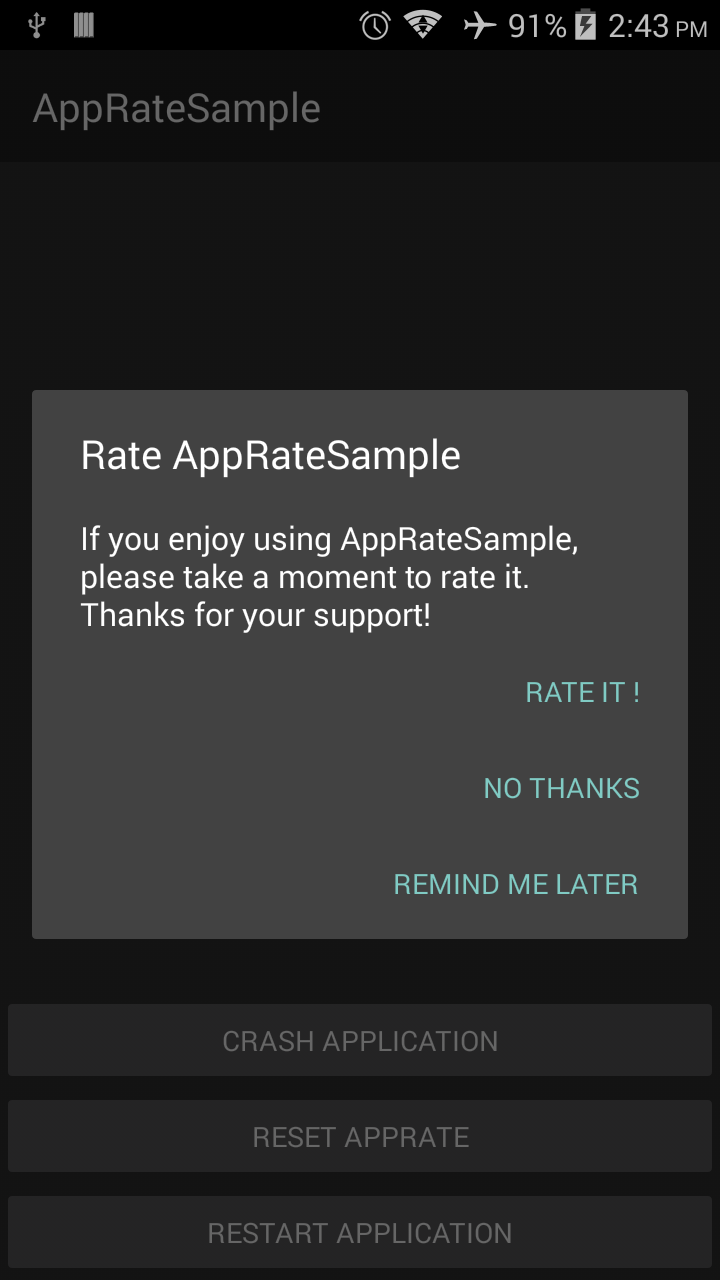 91% 2:43 PM
AppRateSample
Rate AppRateSample
If you enjoy using AppRateSample,
please take a moment to rate it.
Thanks for your support!
RATE IT !
NO THANKS
REMIND ME LATER
CRASH APPLICATION
RESET APPRATE
RESTART APPLICATION